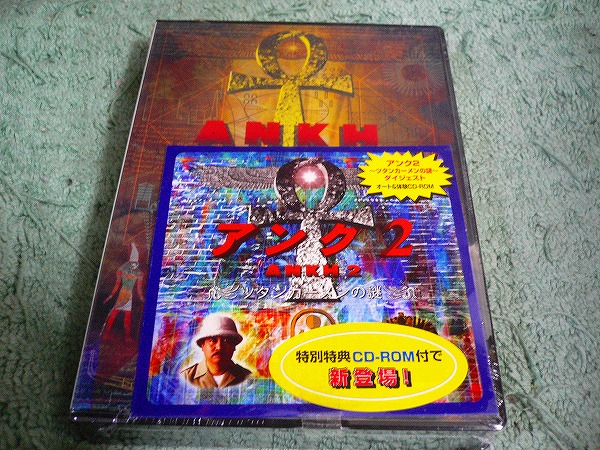 ANKH
アンク2
～ツタンカーメンの謎～
ダイジェスト
オート&体験CD-ROM
アンク 2
ANKH 2
～ツタンカーメンの謎～
特別特典CD-ROM付で
新登場!